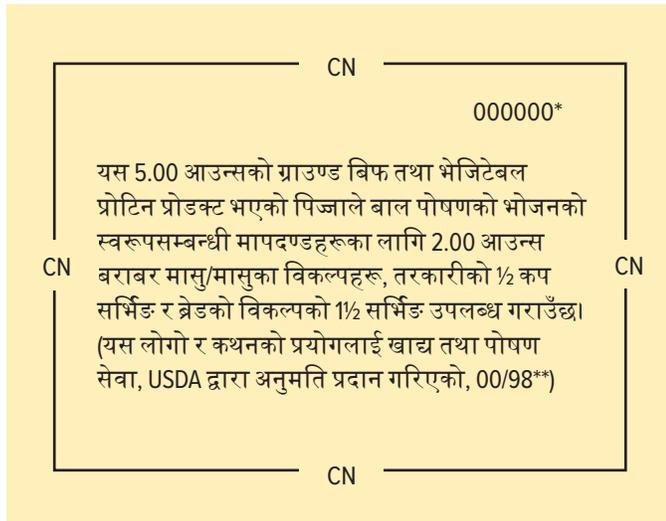 CN
000000*
यस 5.00 आउन्सको ग्राउण्ड बिफ तथा भेजिटेबल
प्रोटिन प्रोडक्ट भएको पिज्जाले बाल पोषणको भोजनको
स्वरूपसम्बन्धी मापदण्डहरूका लागि 2.00 आउन्स
CN
बराबर मासु/मासुका विकल्पहरू, तरकारीको ½ कप
CN
सर्भिङ र ब्रेडको विकल्पको 1½ सर्भिङ उपलब्ध गराउँछ।
(यस लोगो र कथनको प्रयोगलाई खाद्य तथा पोषण
सेवा, USDA द्वारा अनुमति प्रदान गरिएको, 00/98**)
CN